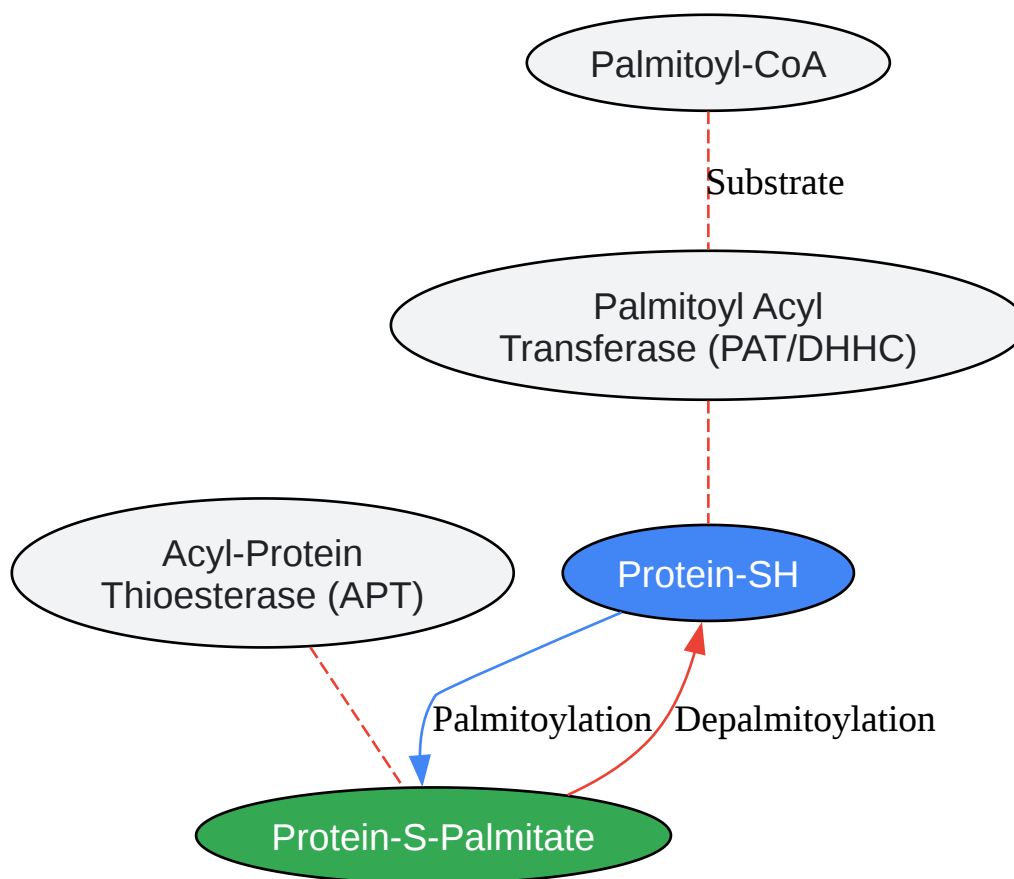 Palmitoyl-CoA
Substrate
Palmitoyl Acyl
Transferase (PAT/DHHC)
Acyl-Protein
Thioesterase (APT)
Protein-SH
Palmitoylation
Depalmitoylation
Protein-S-Palmitate